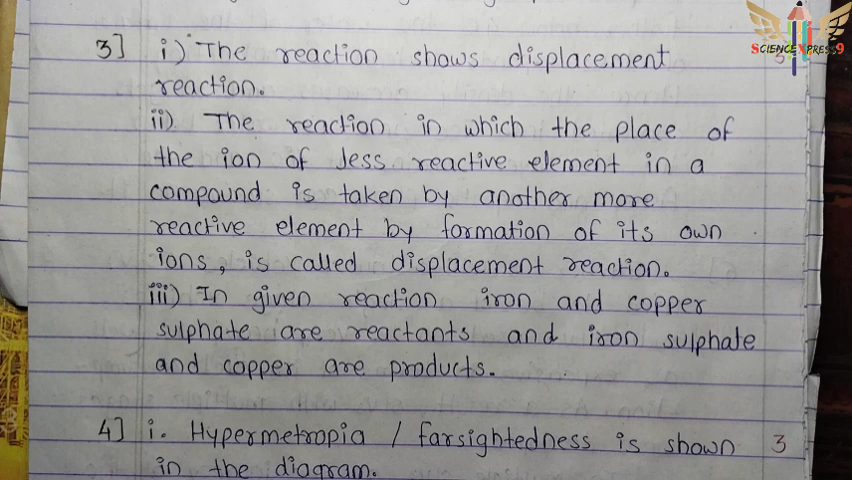 SCIENCEXPRESS9
3] i) The reaction shows displacement 3
reaction.
ii) The reaction in which the place of
the ion of less reactive element in a
compound is taken by another more
reactive element by formation of its own
ions, is called displacement reaction.
iii) In given reaction iron and copper
sulphate are reactants and iron sulphate
and copper are products.
4] i. Hypermetropia / farsightedness is shown 3
in the diagram.